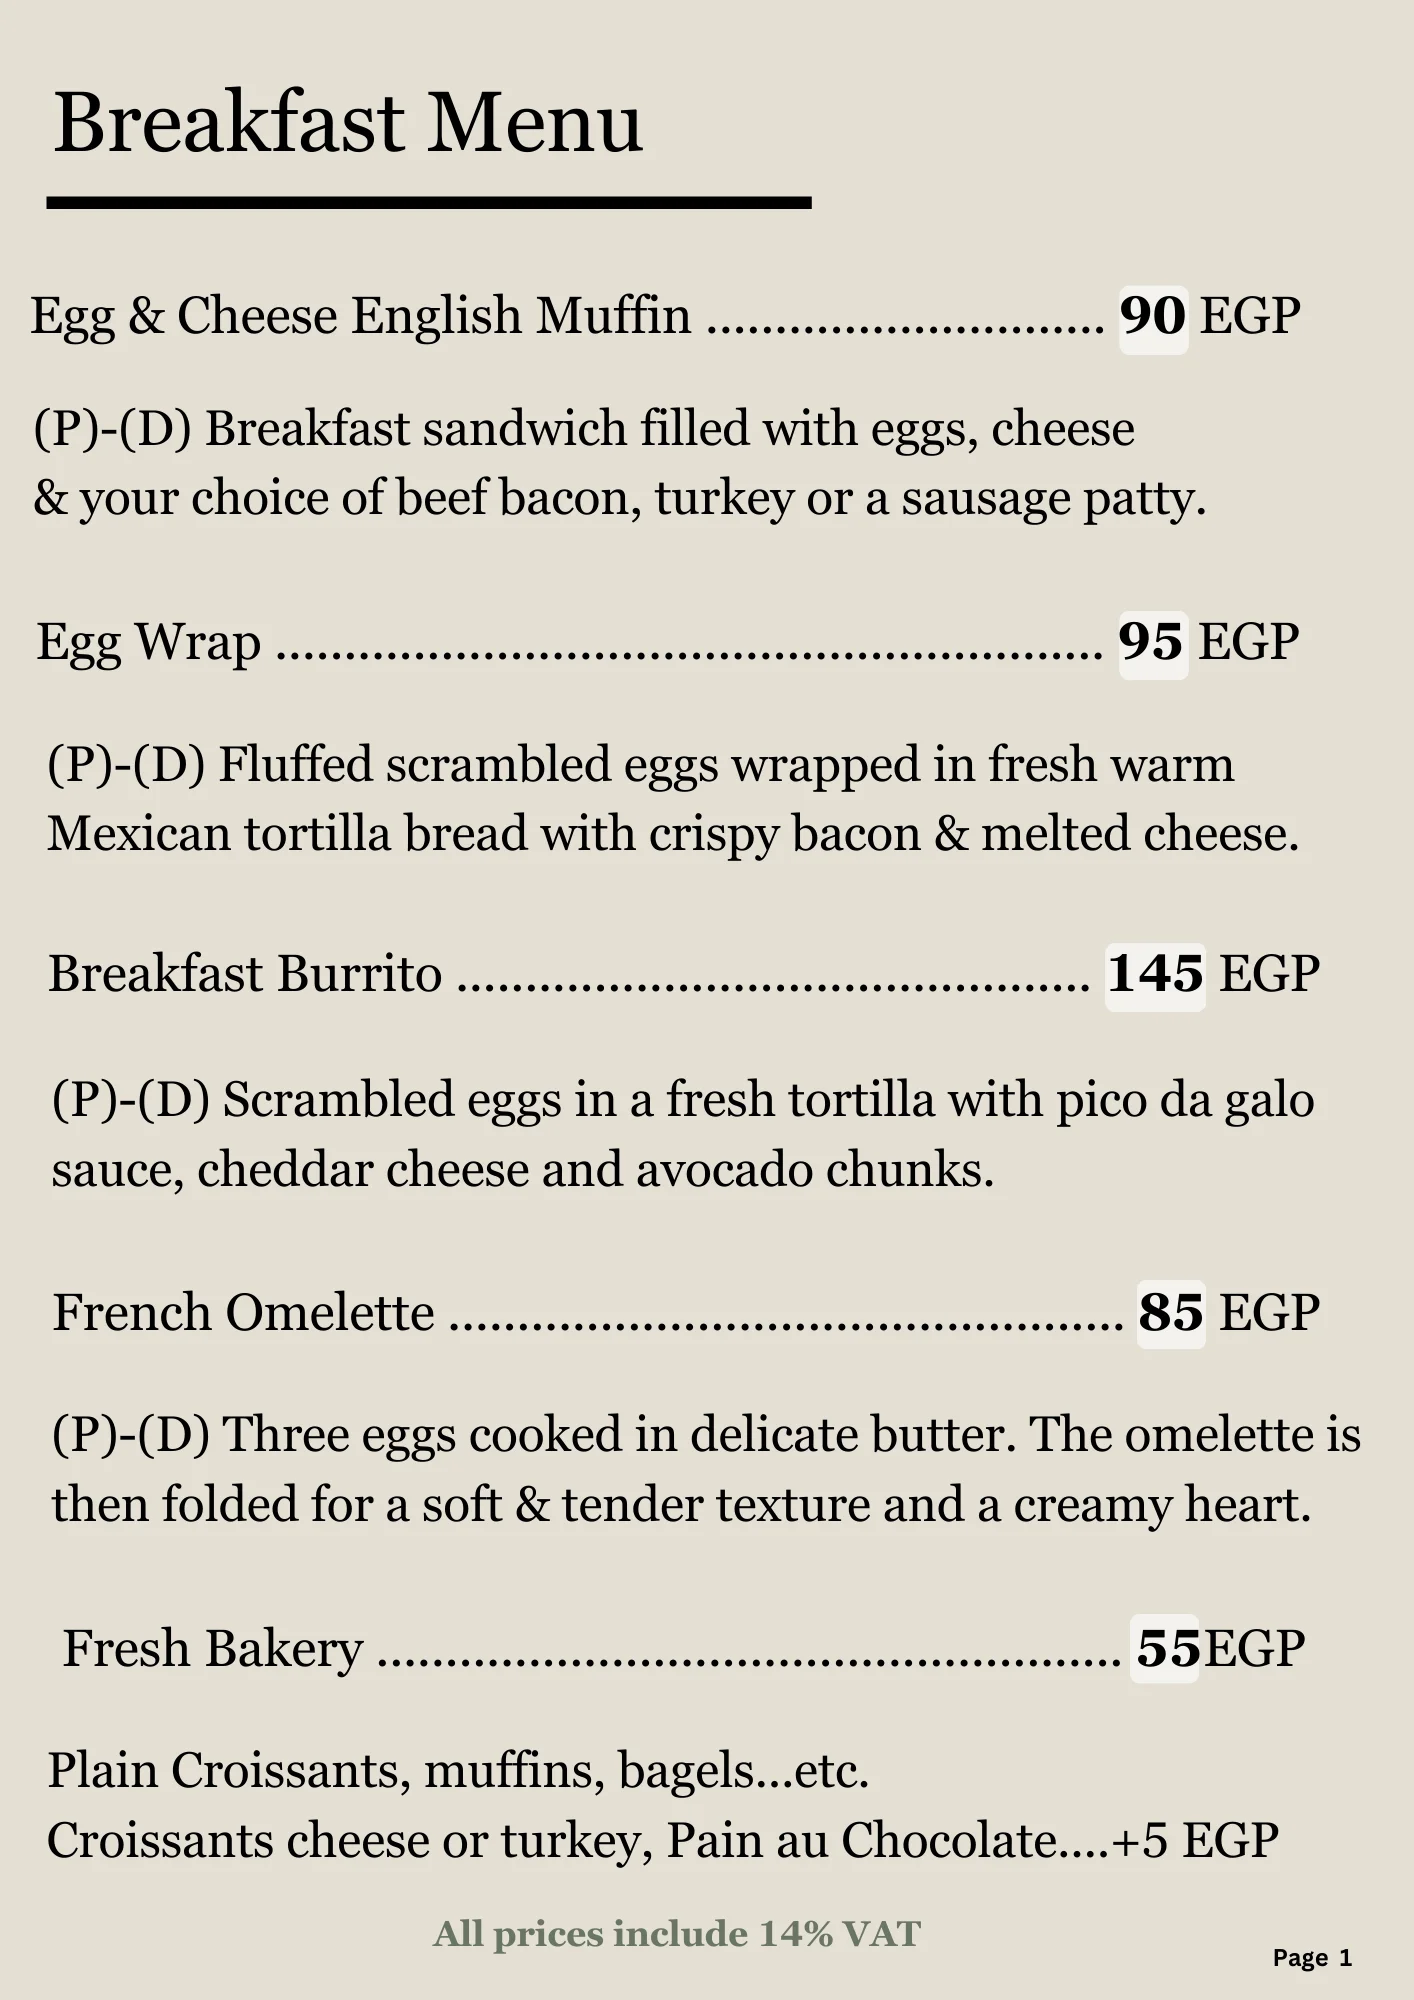 Breakfast Menu
Egg & Cheese English Muffin ............................. 90 EGP
(P)-(D) Breakfast sandwich filled with eggs, cheese
& your choice of beef bacon, turkey or a sausage patty.
Egg Wrap ............................................................ 95 EGP
(P)-(D) Fluffed scrambled eggs wrapped in fresh warm
Mexican tortilla bread with crispy bacon & melted cheese.
Breakfast Burrito .............................................. 145 EGP
(P)-(D) Scrambled eggs in a fresh tortilla with pico da galo
sauce, cheddar cheese and avocado chunks.
French Omelette ................................................. 85 EGP
(P)-(D) Three eggs cooked in delicate butter. The omelette is
then folded for a soft & tender texture and a creamy heart.
Fresh Bakery ...................................................... 55EGP
Plain Croissants, muffins, bagels...etc.
Croissants cheese or turkey, Pain au Chocolate....+5 EGP
All prices include 14% VAT
Page 1